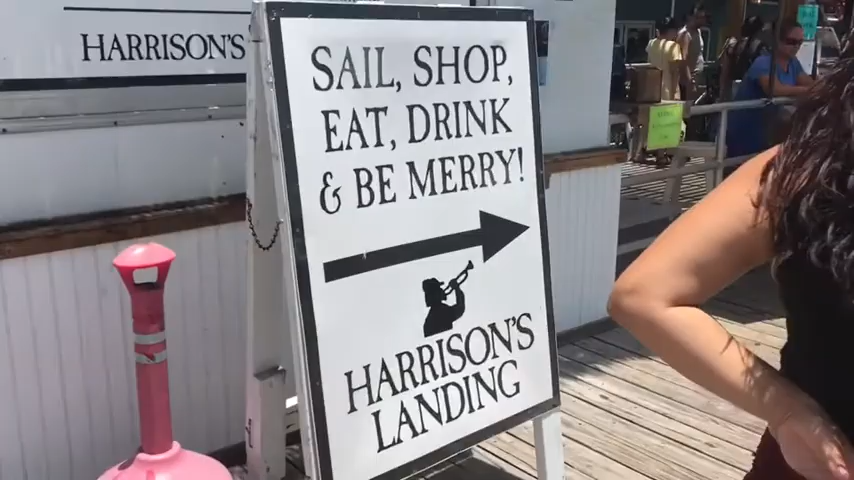 HARRISON'S
SAIL, SHOP,
EAT, DRINK
& BE MERRY!
HARRISON'S
LANDING